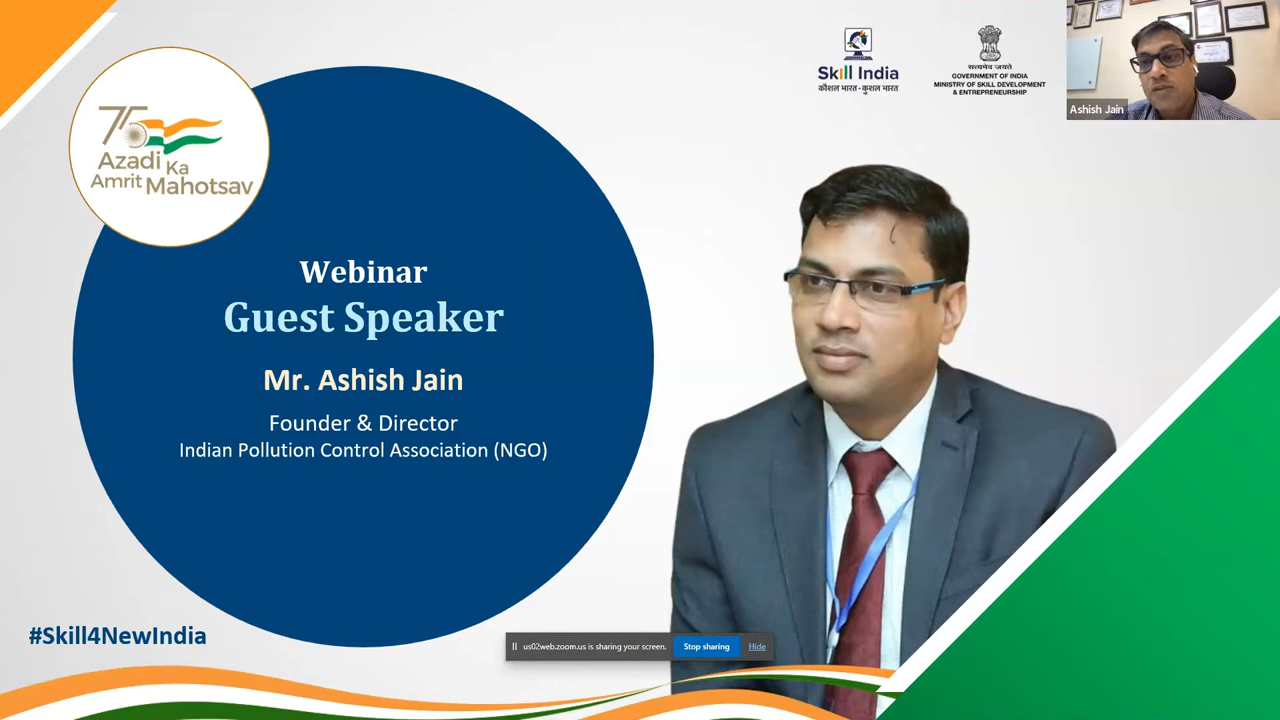 75
Azadi Ka
Amrit Mahotsav
Skill India
कौशल भारत - कुशल भारत
सत्यमेव जयते
GOVERNMENT OF INDIA
MINISTRY OF SKILL DEVELOPMENT
& ENTREPRENEURSHIP
Ashish Jain
Webinar
Guest Speaker
Mr. Ashish Jain
Founder & Director
Indian Pollution Control Association (NGO)
#Skill4NewIndia
us02web.zoom.us is sharing your screen.
Stop sharing
Hide